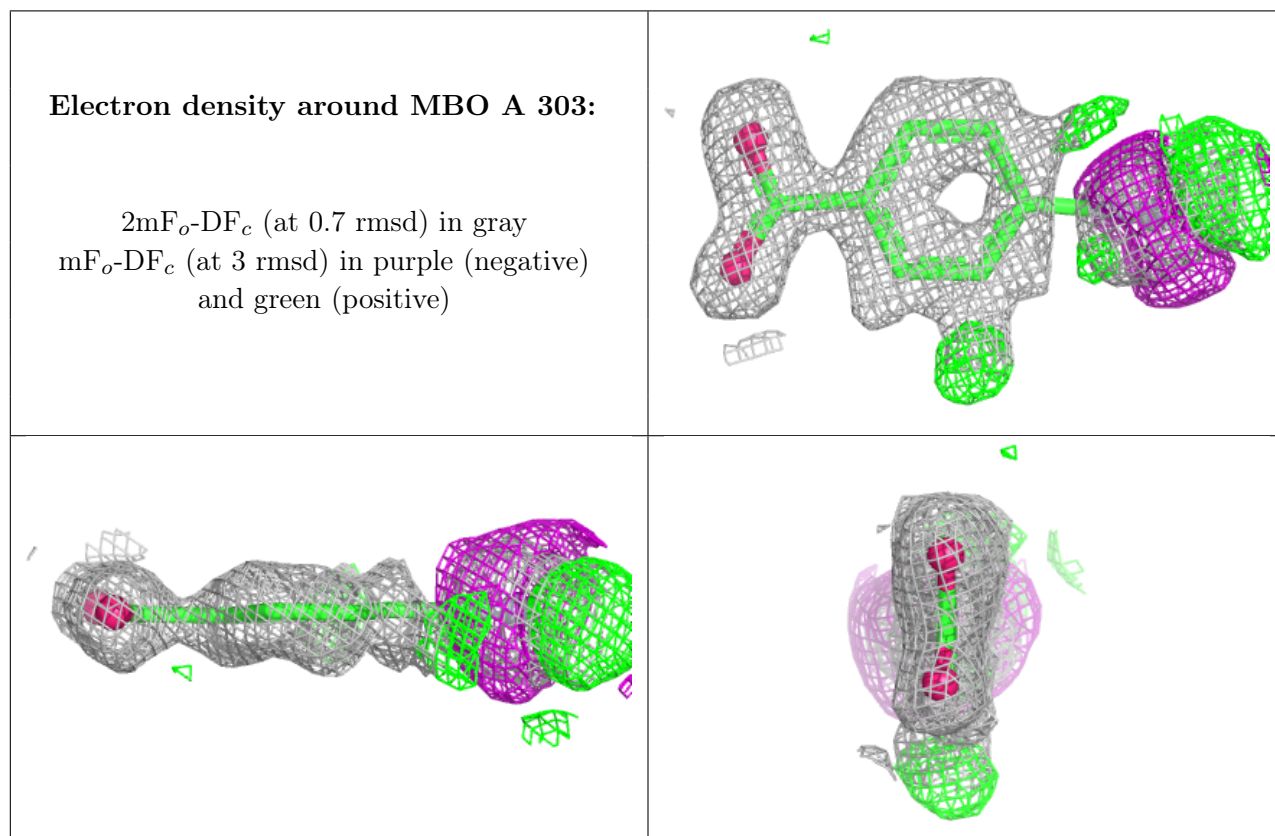 Electron density around MBO A 303:
2mFo-DFc (at 0.7 rmsd) in gray
mFo-DFc (at 3 rmsd) in purple (negative)
and green (positive)